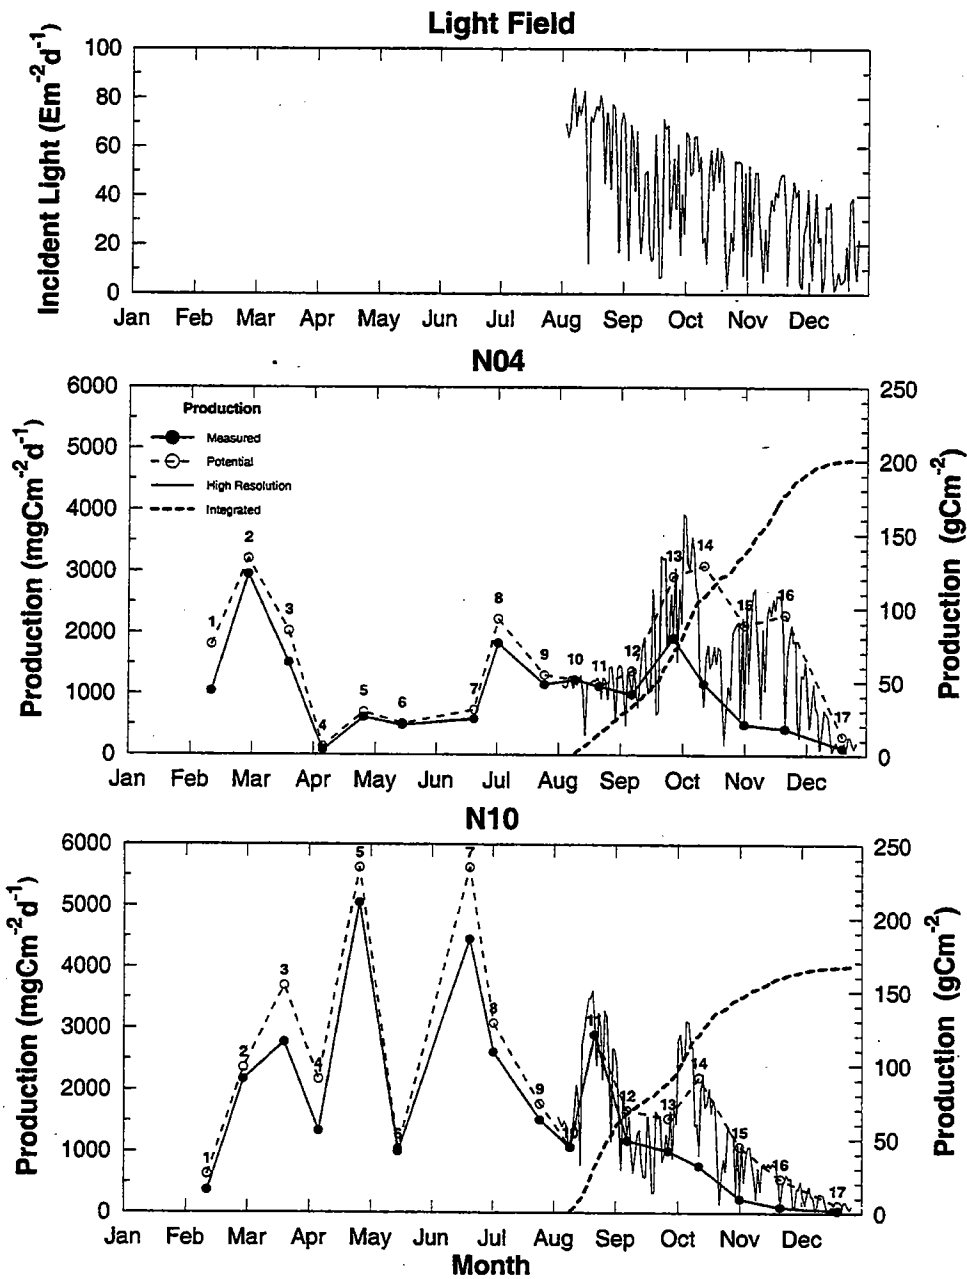 Light Field
Incident Light (Em-2d-1)
100
80
60
40
20
0
Jan Feb Mar Apr May Jun Jul Aug Sep Oct Nov Dec
N04
Production (mgCm-2d-1)
6000
5000
4000
3000
2000
1000
0
Production
Measured
Potential
High Resolution
Integrated
1 2 3 4 5 6 7 8 9 10 11 12 13 14 15 16 17
250
200
150
100
50
0
Production (gCm-2)
Jan Feb Mar Apr May Jun Jul Aug Sep Oct Nov Dec
N10
Production (mgCm-2d-1)
6000
5000
4000
3000
2000
1000
0
1 2 3 4 5 6 7 8 9 10 11 12 13 14 15 16 17
250
200
150
100
50
0
Production (gCm-2)
Jan Feb Mar Apr May Jun Jul Aug Sep Oct Nov Dec
Month